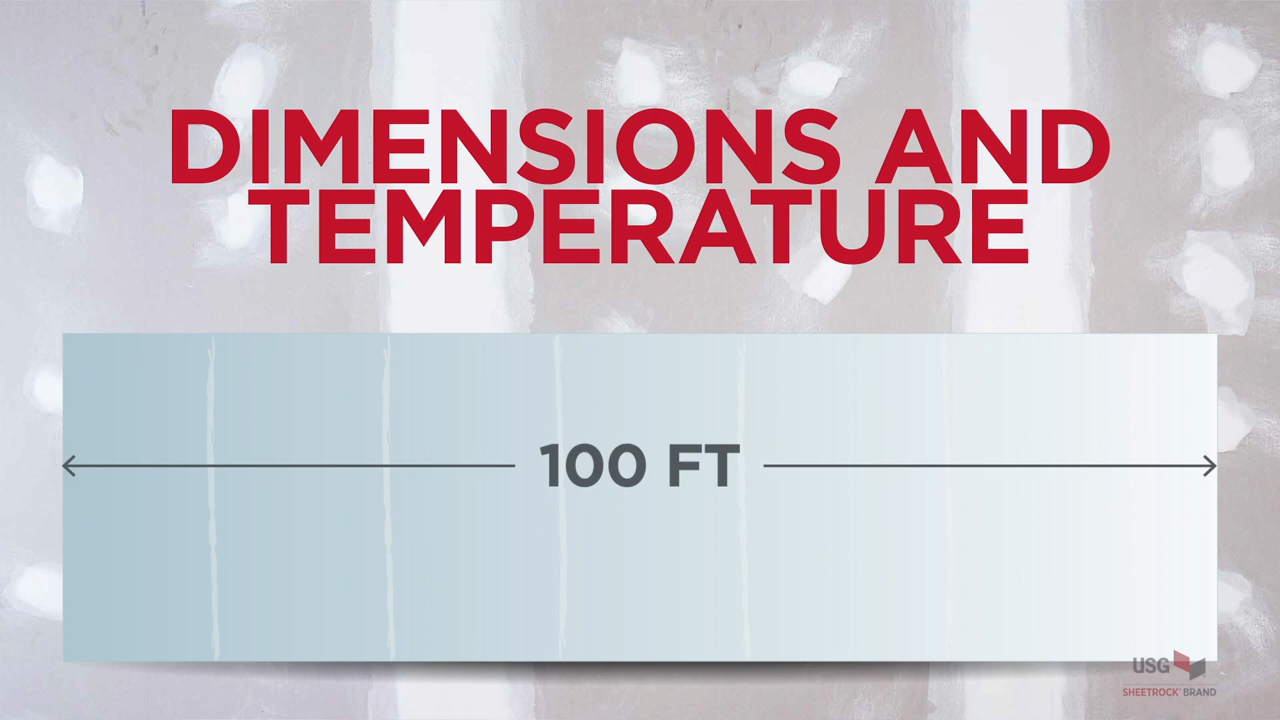 DIMENSIONS AND
TEMPERATURE
100 FT
USG
SHEETROCK® BRAND